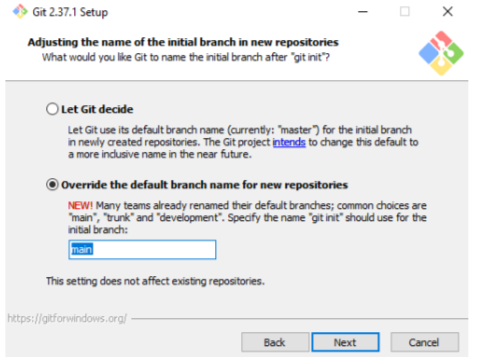 Git 2.37.1 Setup
Adjusting the name of the initial branch in new repositories
What would you like Git to name the initial branch after "git init"?
Let Git decide
Let Git use its default branch name (currently: "master") for the initial branch
in newly created repositories. The Git project intends to change this default to
a more inclusive name in the near future.
Override the default branch name for new repositories
NEW! Many teams already renamed their default branches; common choices are
"main", "trunk" and "development". Specify the name "git init" should use for the
initial branch:
main
This setting does not affect existing repositories.
https://gitforwindows.org/
Back Next Cancel